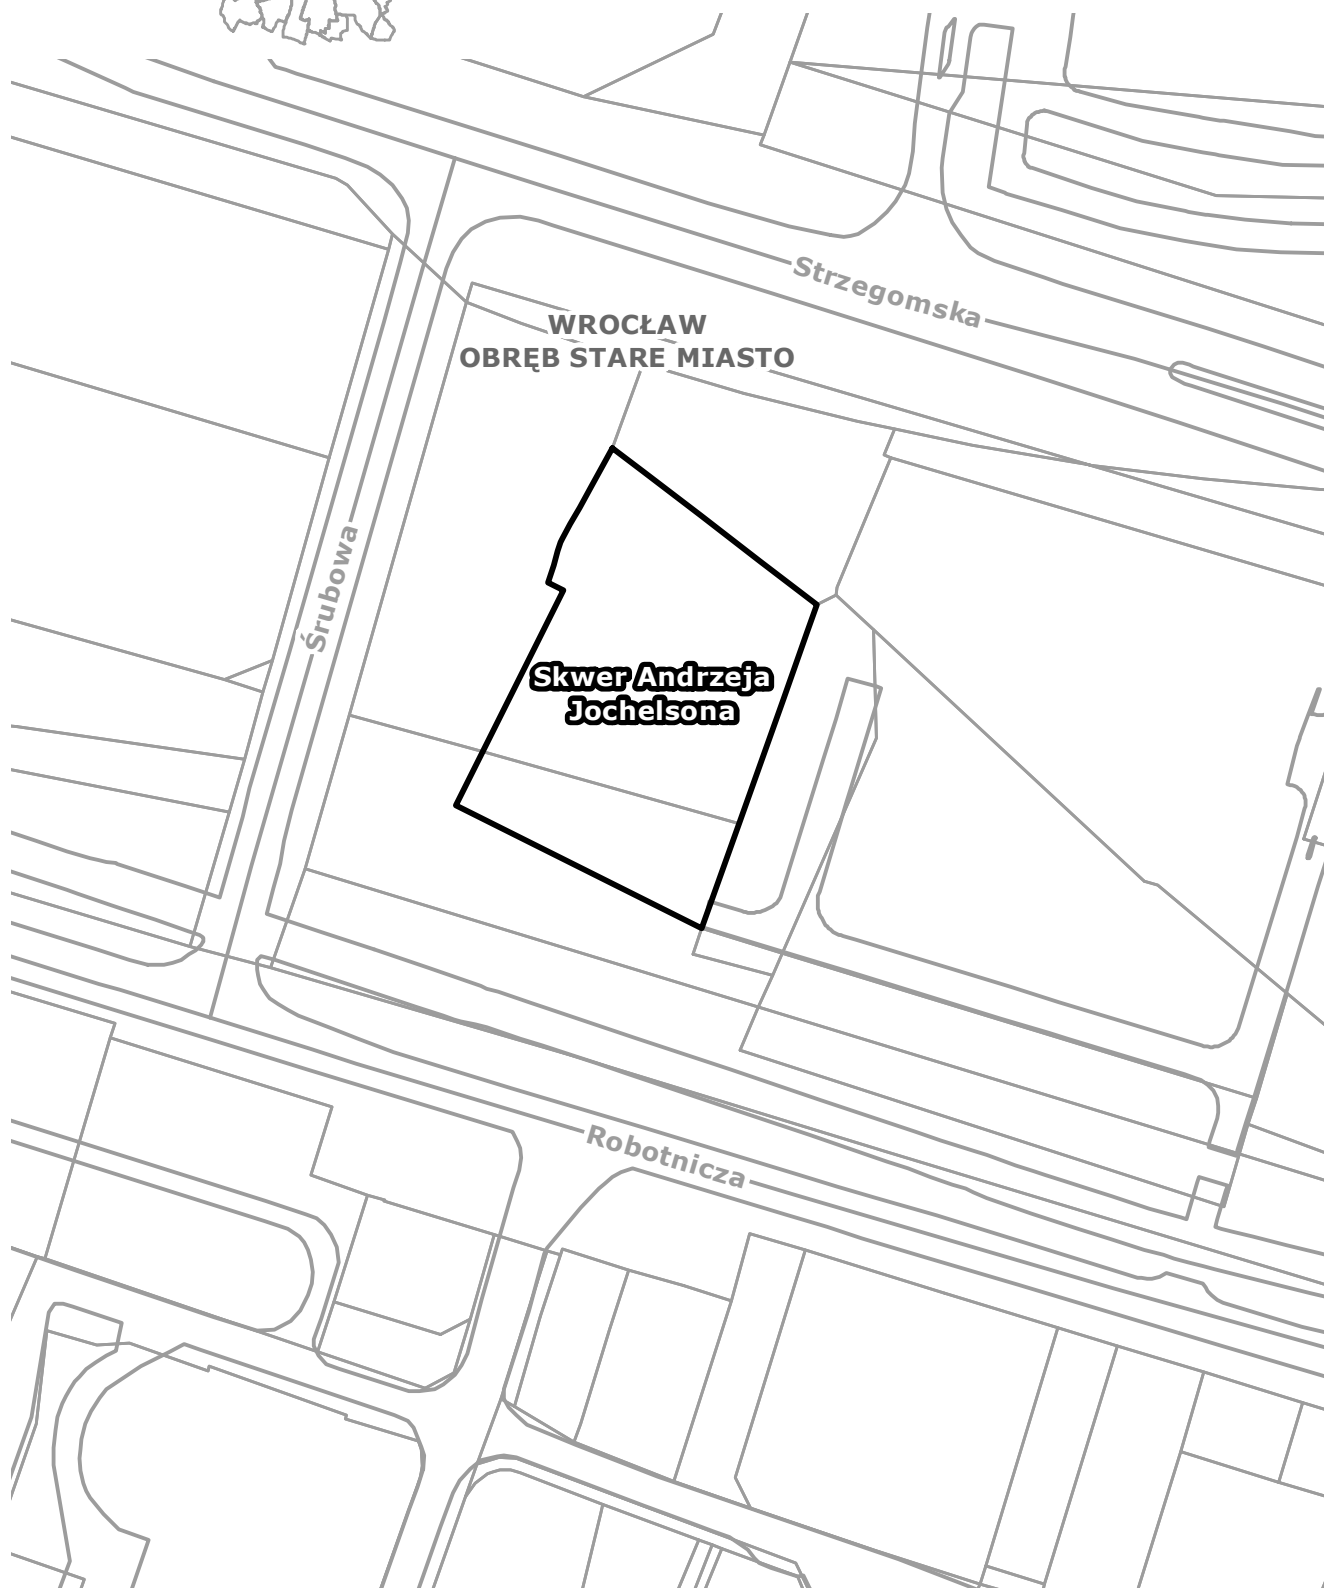 Strzegomska
WROCŁAW
OBRĘB STARE MIASTO
Śrubowa
Skwer Andrzeja
Jochelsona
Robotnicza